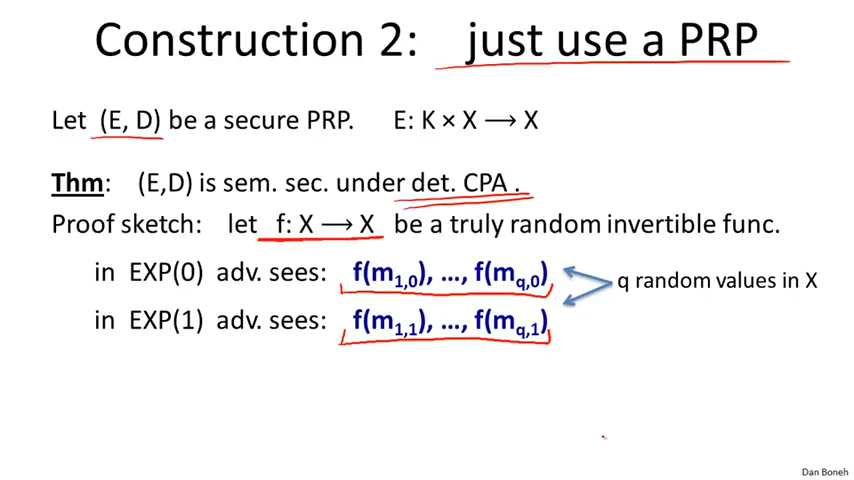 Construction 2: just use a PRP
Let (E, D) be a secure PRP. E: K × X ⟶ X
Thm: (E,D) is sem. sec. under det. CPA .
Proof sketch: let f: X ⟶ X be a truly random invertible func.
in EXP(0) adv. sees: f(m1,0), …, f(mq,0)
q random values in X
in EXP(1) adv. sees: f(m1,1), …, f(mq,1)
Dan Boneh